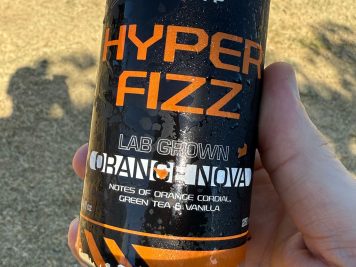 HYPER
FIZZ
LAB GROWN
ORANGE NOVA
NOTES OF ORANGE CORDIAL,
GREEN TEA & VANILLA